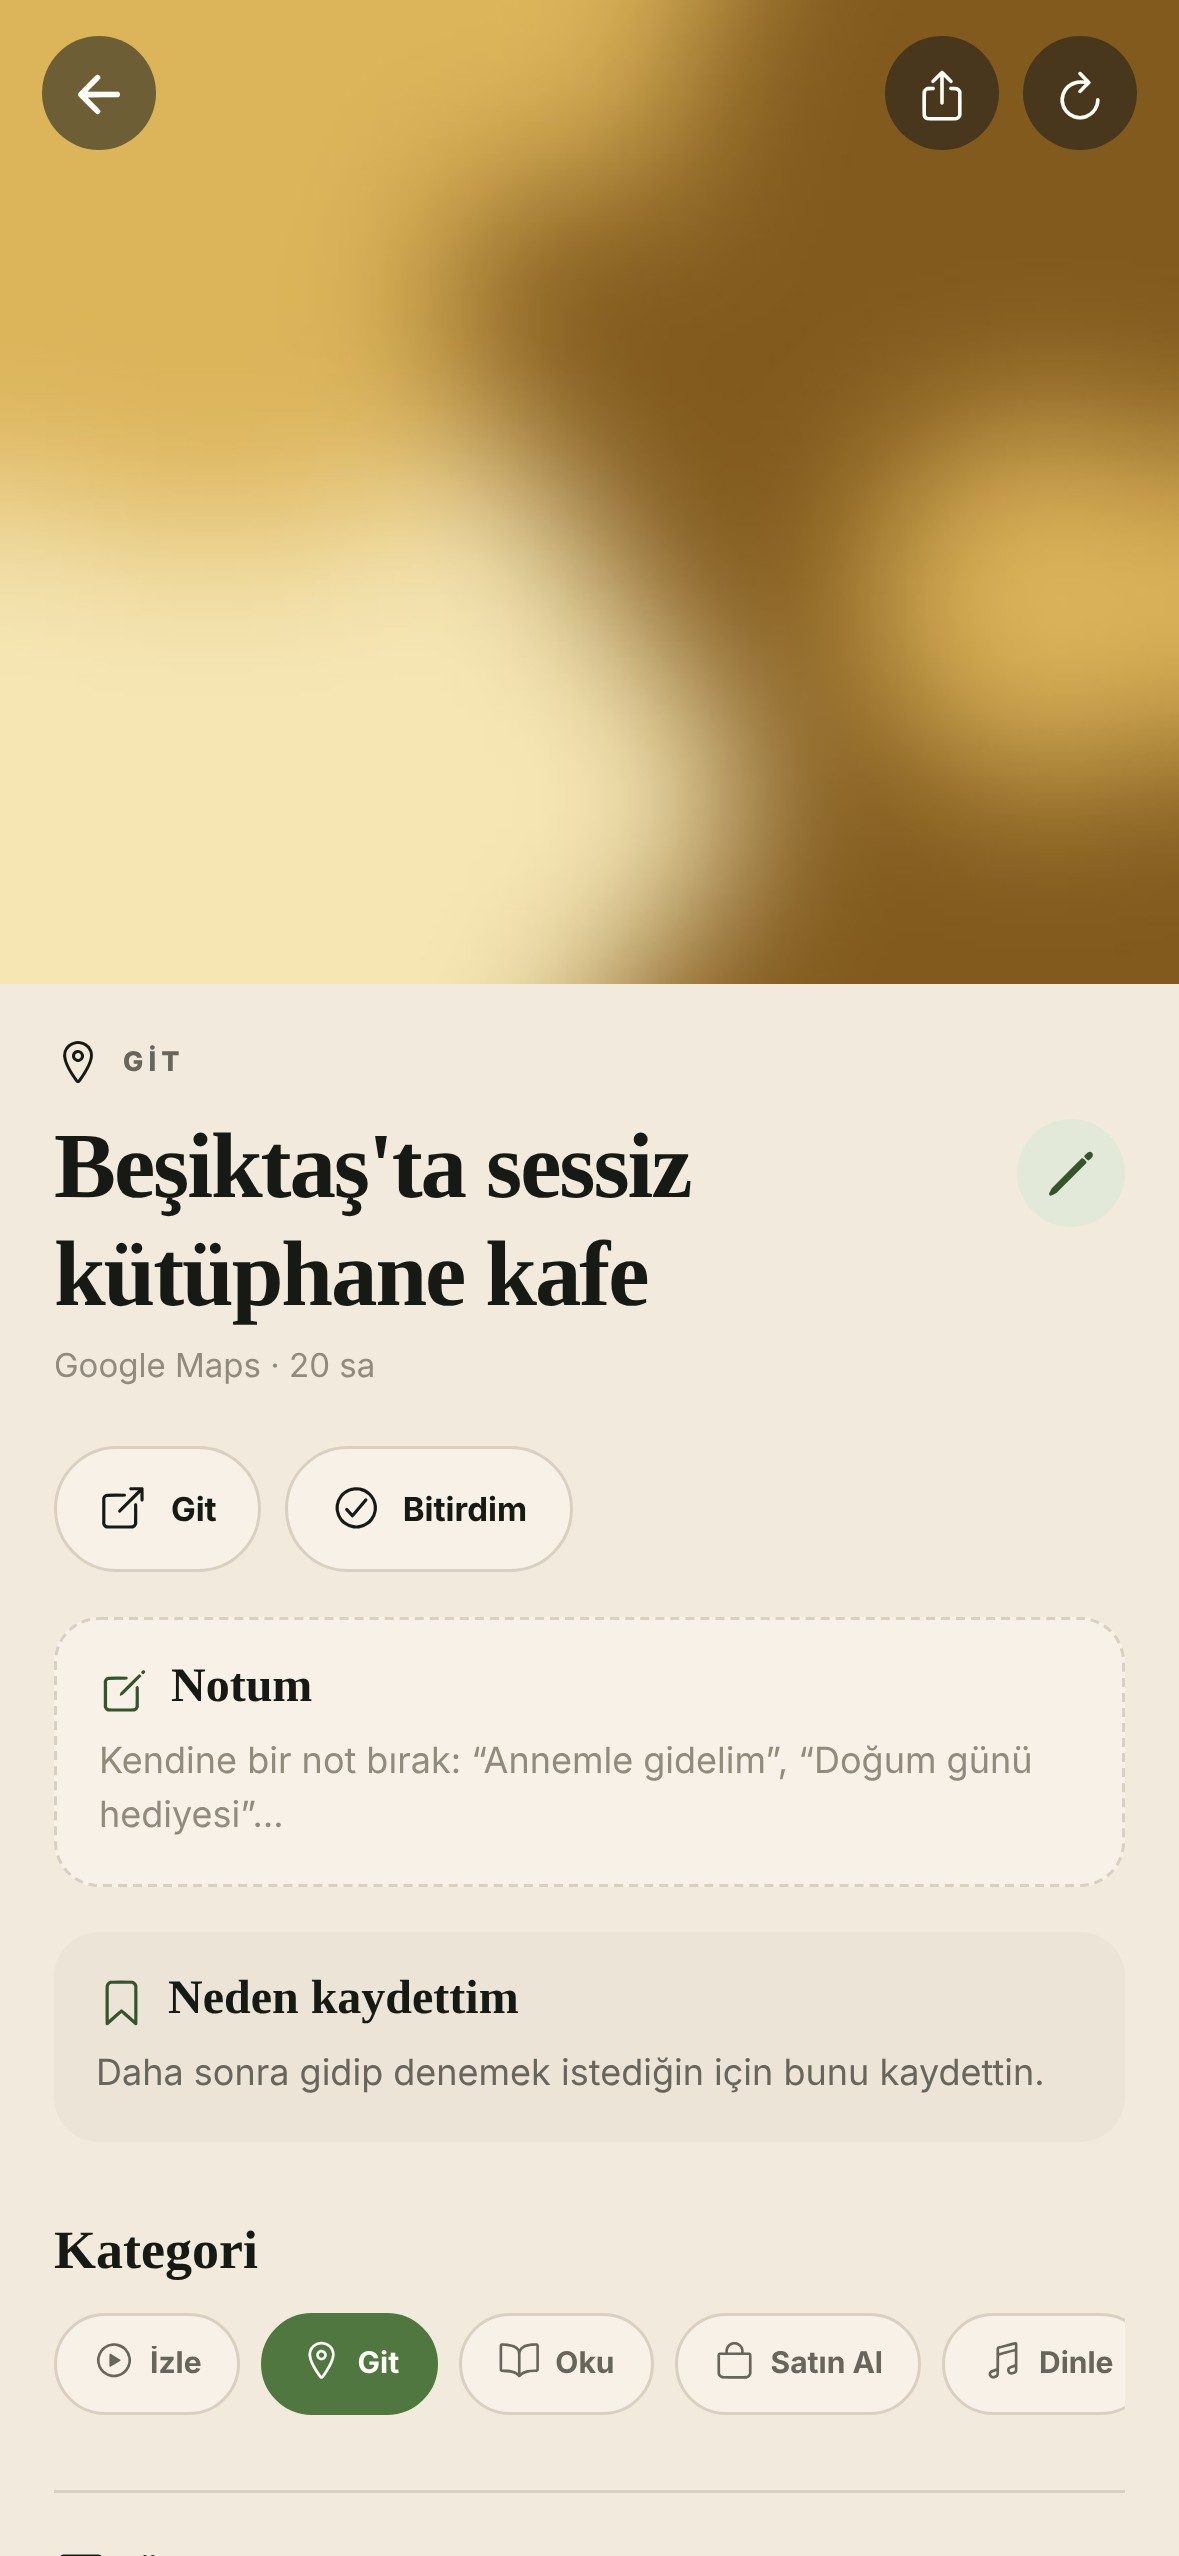 GİT
Beşiktaş'ta sessiz
kütüphane kafe
Google Maps · 20 sa
Git
Bitirdim
Notum
Kendine bir not bırak: “Annemle gidelim”, “Doğum günü
hediyesi”…
Neden kaydettim
Daha sonra gidip denemek istediğin için bunu kaydettin.
Kategori
İzle
Git
Oku
Satın Al
Dinle